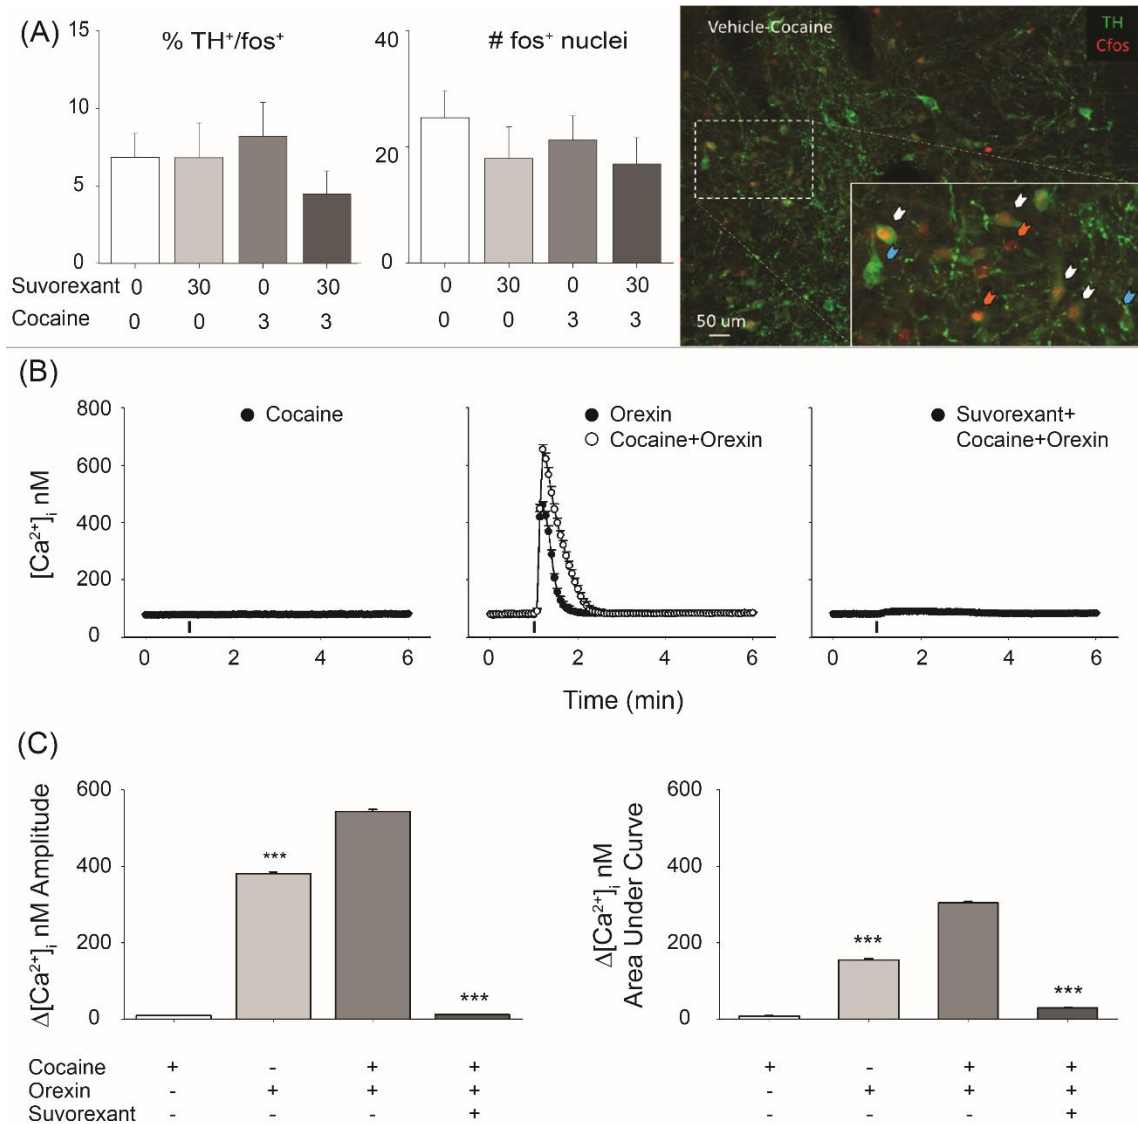 (A)
% TH⁺/fos⁺
15
10
5
0
# fos⁺ nuclei
40
20
0
Suvorexant 0 30 0 30 0 30 0 30
Cocaine 0 0 3 3 0 0 3 3
Vehicle-Cocaine
TH
Cfos
50 um
(B)
[Ca²⁺]ᵢ nM
800
600
400
200
0
Cocaine
Orexin
Cocaine+Orexin
Suvorexant+
Cocaine+Orexin
0 2 4 6 0 2 4 6 0 2 4 6
Time (min)
(C)
Δ[Ca²⁺]ᵢ nM Amplitude
600
400
200
0
***
***
Δ[Ca²⁺]ᵢ nM
Area Under Curve
600
400
200
0
***
***
Cocaine + - + + + - + +
Orexin - + + + - + + +
Suvorexant - - - + - - - +